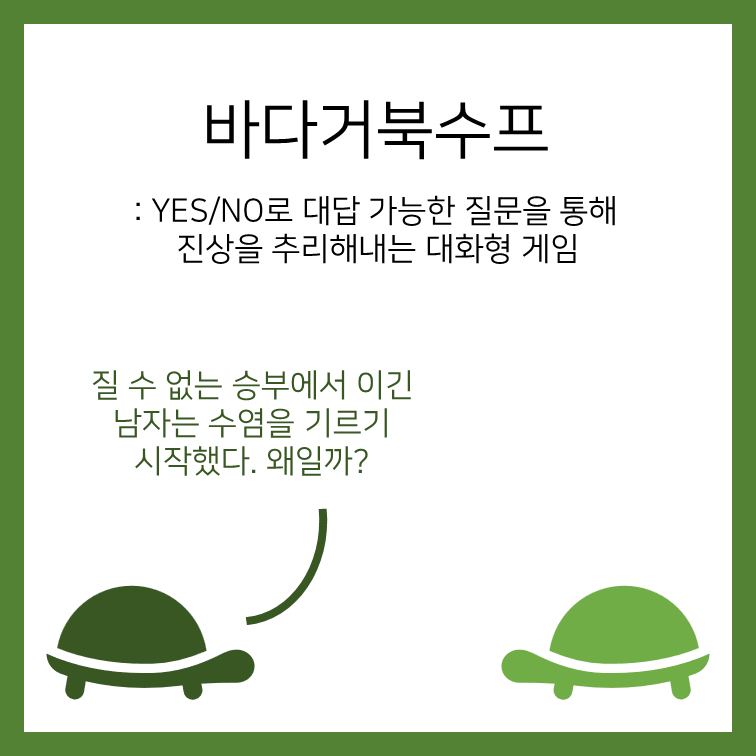 바다거북수프
: YES/NO로 대답 가능한 질문을 통해
진상을 추리해내는 대화형 게임
질 수 없는 승부에서 이긴
남자는 수염을 기르기
시작했다. 왜일까?